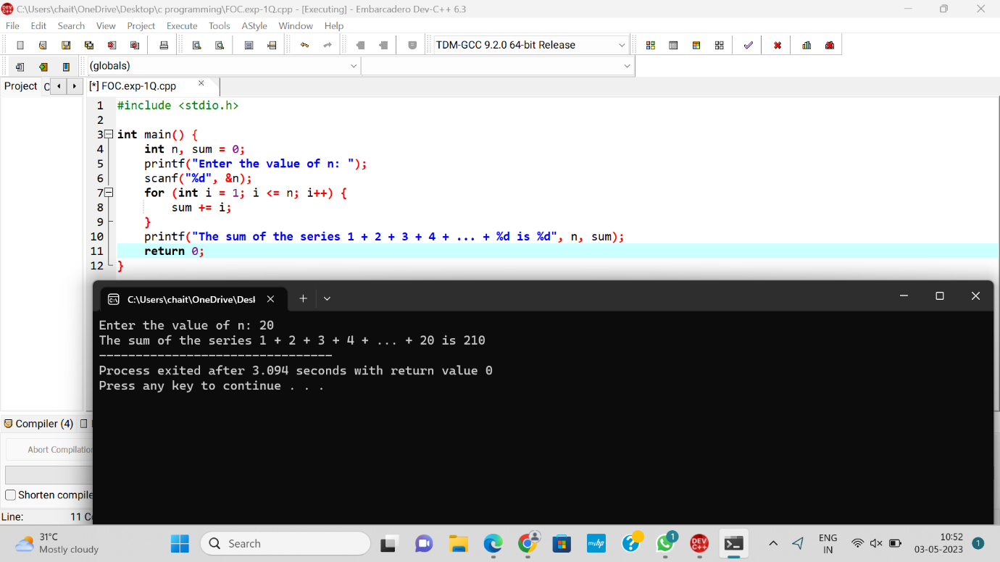 C:\Users\chait\OneDrive\Desktop\c programming\FOC.exp-1Q.cpp - [Executing] - Embarcadero Dev-C++ 6.3
File Edit Search View Project Execute Tools AStyle Window Help
TDM-GCC 9.2.0 64-bit Release
(globals)
Project C
[*] FOC.exp-1Q.cpp
1 #include <stdio.h>
2
3 int main() {
4 int n, sum = 0;
5 printf("Enter the value of n: ");
6 scanf("%d", &n);
7 for (int i = 1; i <= n; i++) {
8 sum += i;
9 }
10 printf("The sum of the series 1 + 2 + 3 + 4 + ... + %d is %d", n, sum);
11 return 0;
12 }
C:\Users\chait\OneDrive\Desl
Enter the value of n: 20
The sum of the series 1 + 2 + 3 + 4 + ... + 20 is 210
--------------------------------
Process exited after 3.094 seconds with return value 0
Press any key to continue . . .
Compiler (4)
Abort Compilation
Shorten compile
Line: 11 Co
31°C
Mostly cloudy
Search
myhp
1
DEV C++
ENG
IN
10:52
03-05-2023
1